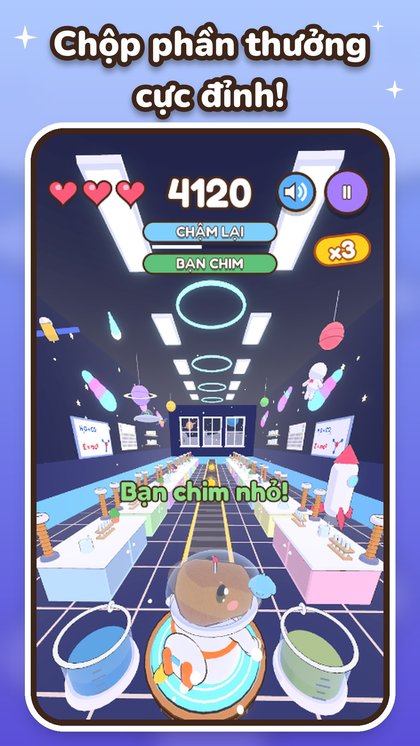 Chộp phần thưởng
cực đỉnh!
4120
CHẬM LẠI
x3
BẠN CHIM
Bạn chim nhỏ!